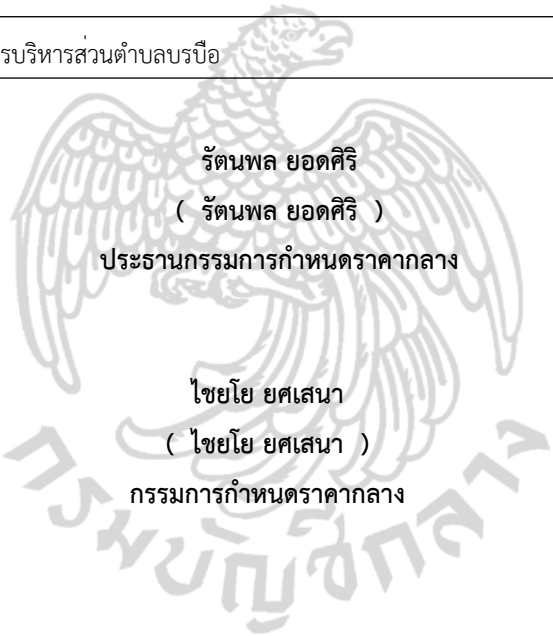 รบริหารส่วนตำบลบรบือ
รัตนพล ยอดศิริ
( รัตนพล ยอดศิริ )
ประธานกรรมการกำหนดราคากลาง
ไชยโย ยศเสนา
( ไชยโย ยศเสนา )
กรรมการกำหนดราคากลาง
กรมบัญชีกลาง